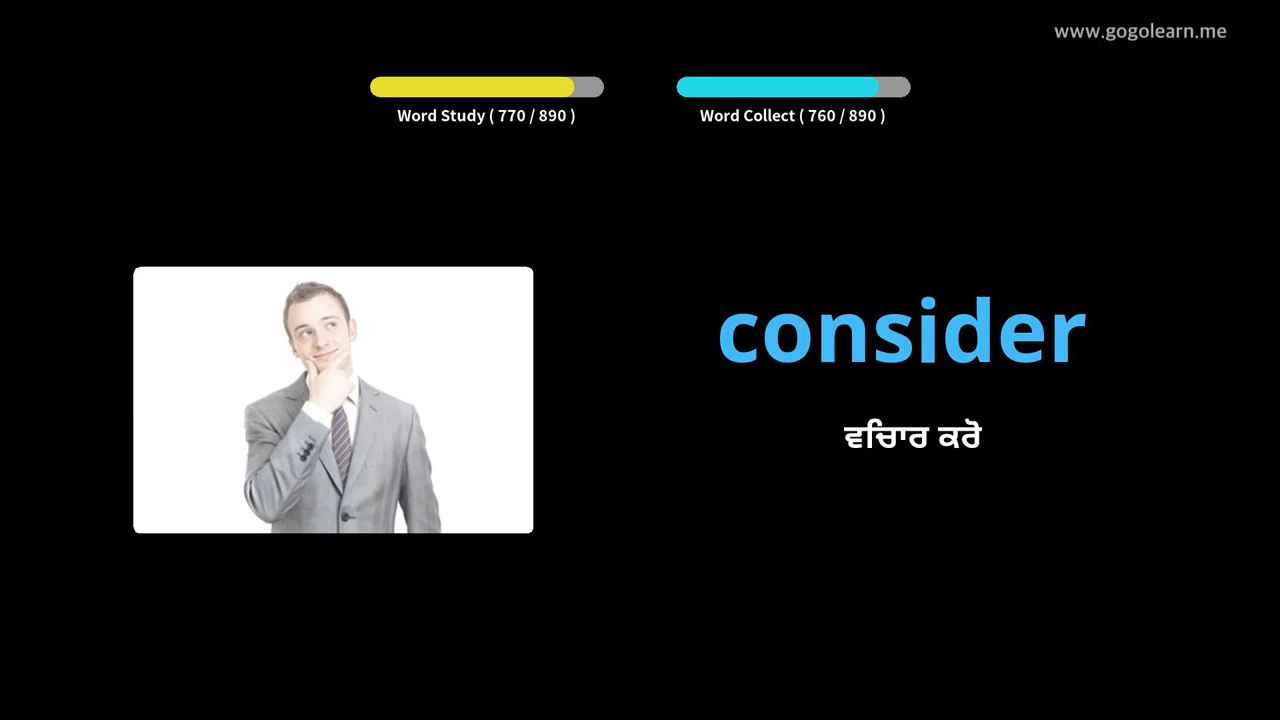 www.gogolearn.me
Word Study ( 770 / 890 )
Word Collect ( 760 / 890 )
consider
ਵਿਚਾਰ ਕਰੋ